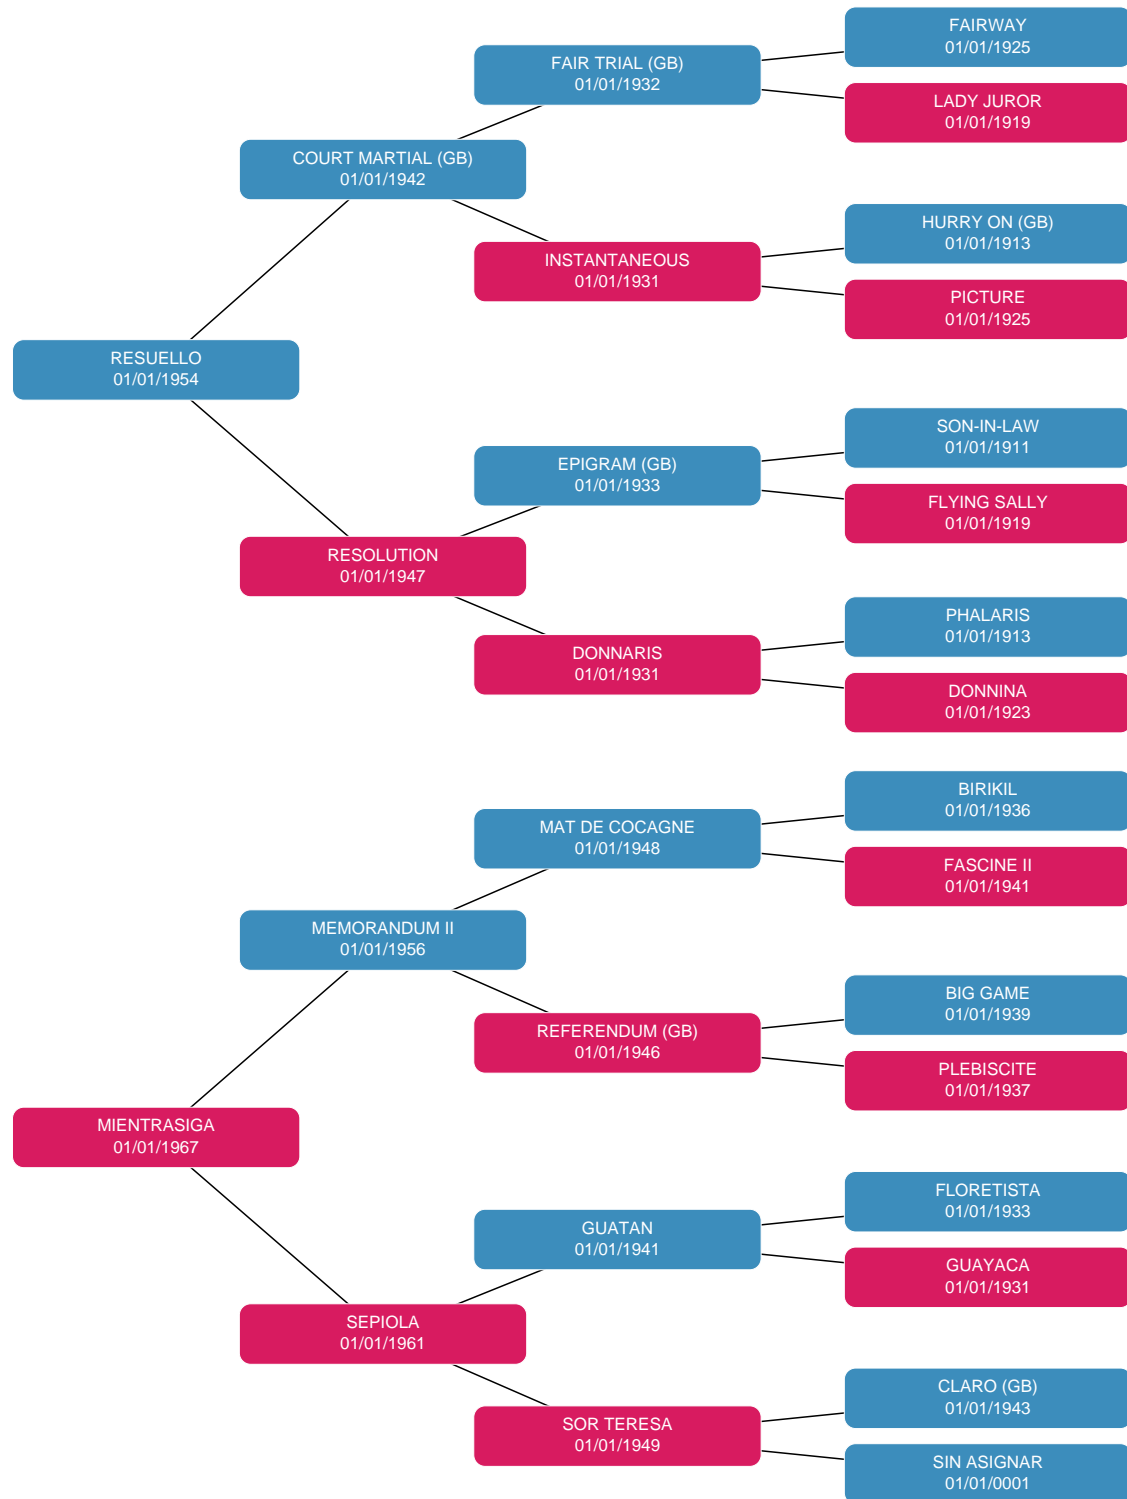 FAIRWAY
01/01/1925
FAIR TRIAL (GB)
01/01/1932
LADY JUROR
01/01/1919
COURT MARTIAL (GB)
01/01/1942
HURRY ON (GB)
01/01/1913
INSTANTANEOUS
01/01/1931
PICTURE
01/01/1925
RESUELLO
01/01/1954
SON-IN-LAW
01/01/1911
EPIGRAM (GB)
01/01/1933
FLYING SALLY
01/01/1919
RESOLUTION
01/01/1947
PHALARIS
01/01/1913
DONNARIS
01/01/1931
DONNINA
01/01/1923
BIRIKIL
01/01/1936
MAT DE COCAGNE
01/01/1948
FASCINE II
01/01/1941
MEMORANDUM II
01/01/1956
BIG GAME
01/01/1939
REFERENDUM (GB)
01/01/1946
PLEBISCITE
01/01/1937
MIENTRASIGA
01/01/1967
FLORETISTA
01/01/1933
GUATAN
01/01/1941
GUAYACA
01/01/1931
SEPIOLA
01/01/1961
CLARO (GB)
01/01/1943
SOR TERESA
01/01/1949
SIN ASIGNAR
01/01/0001